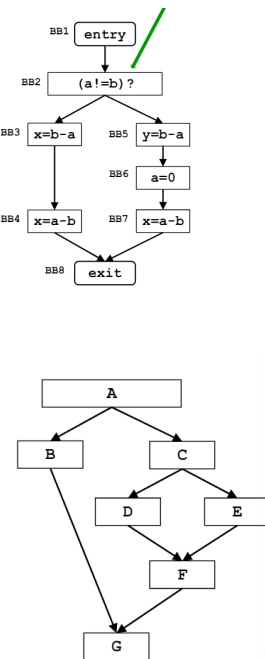 BB1 entry
BB2 (a!=b)?
BB3 x=b-a BB5 y=b-a
BB6 a=0
BB4 x=a-b BB7 x=a-b
BB8 exit
A
B C
D E
F
G